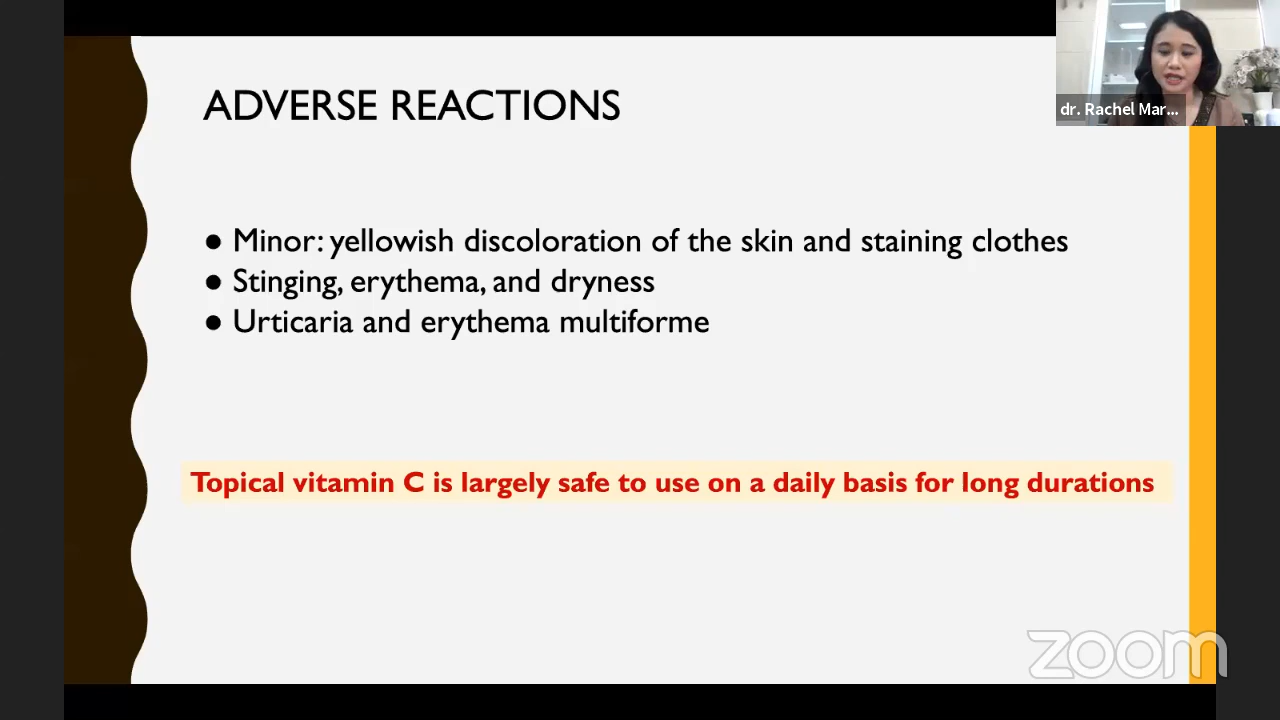 dr. Rachel Mar...
ADVERSE REACTIONS
● Minor: yellowish discoloration of the skin and staining clothes
● Stinging, erythema, and dryness
● Urticaria and erythema multiforme
Topical vitamin C is largely safe to use on a daily basis for long durations
zoom